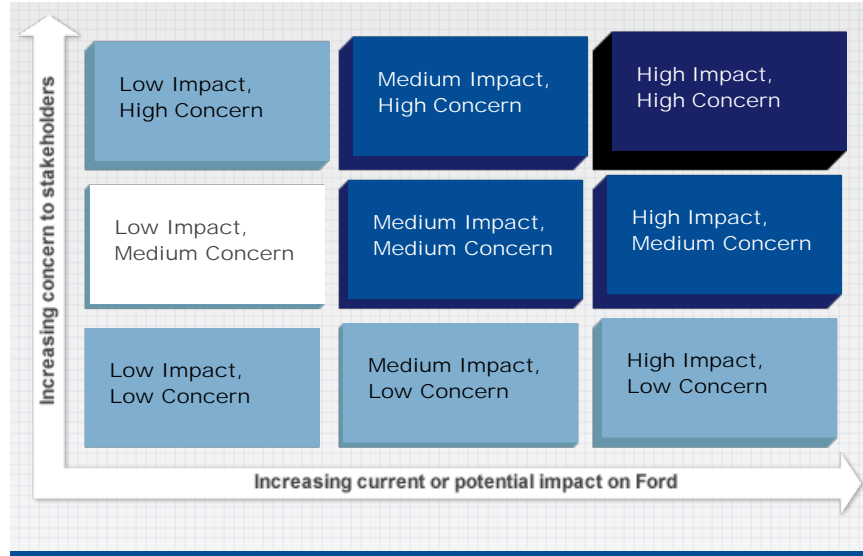 Increasing concern to stakeholders
Low Impact,
High Concern
Medium Impact,
High Concern
High Impact,
High Concern
Low Impact,
Medium Concern
Medium Impact,
Medium Concern
High Impact,
Medium Concern
Low Impact,
Low Concern
Medium Impact,
Low Concern
High Impact,
Low Concern
Increasing current or potential impact on Ford